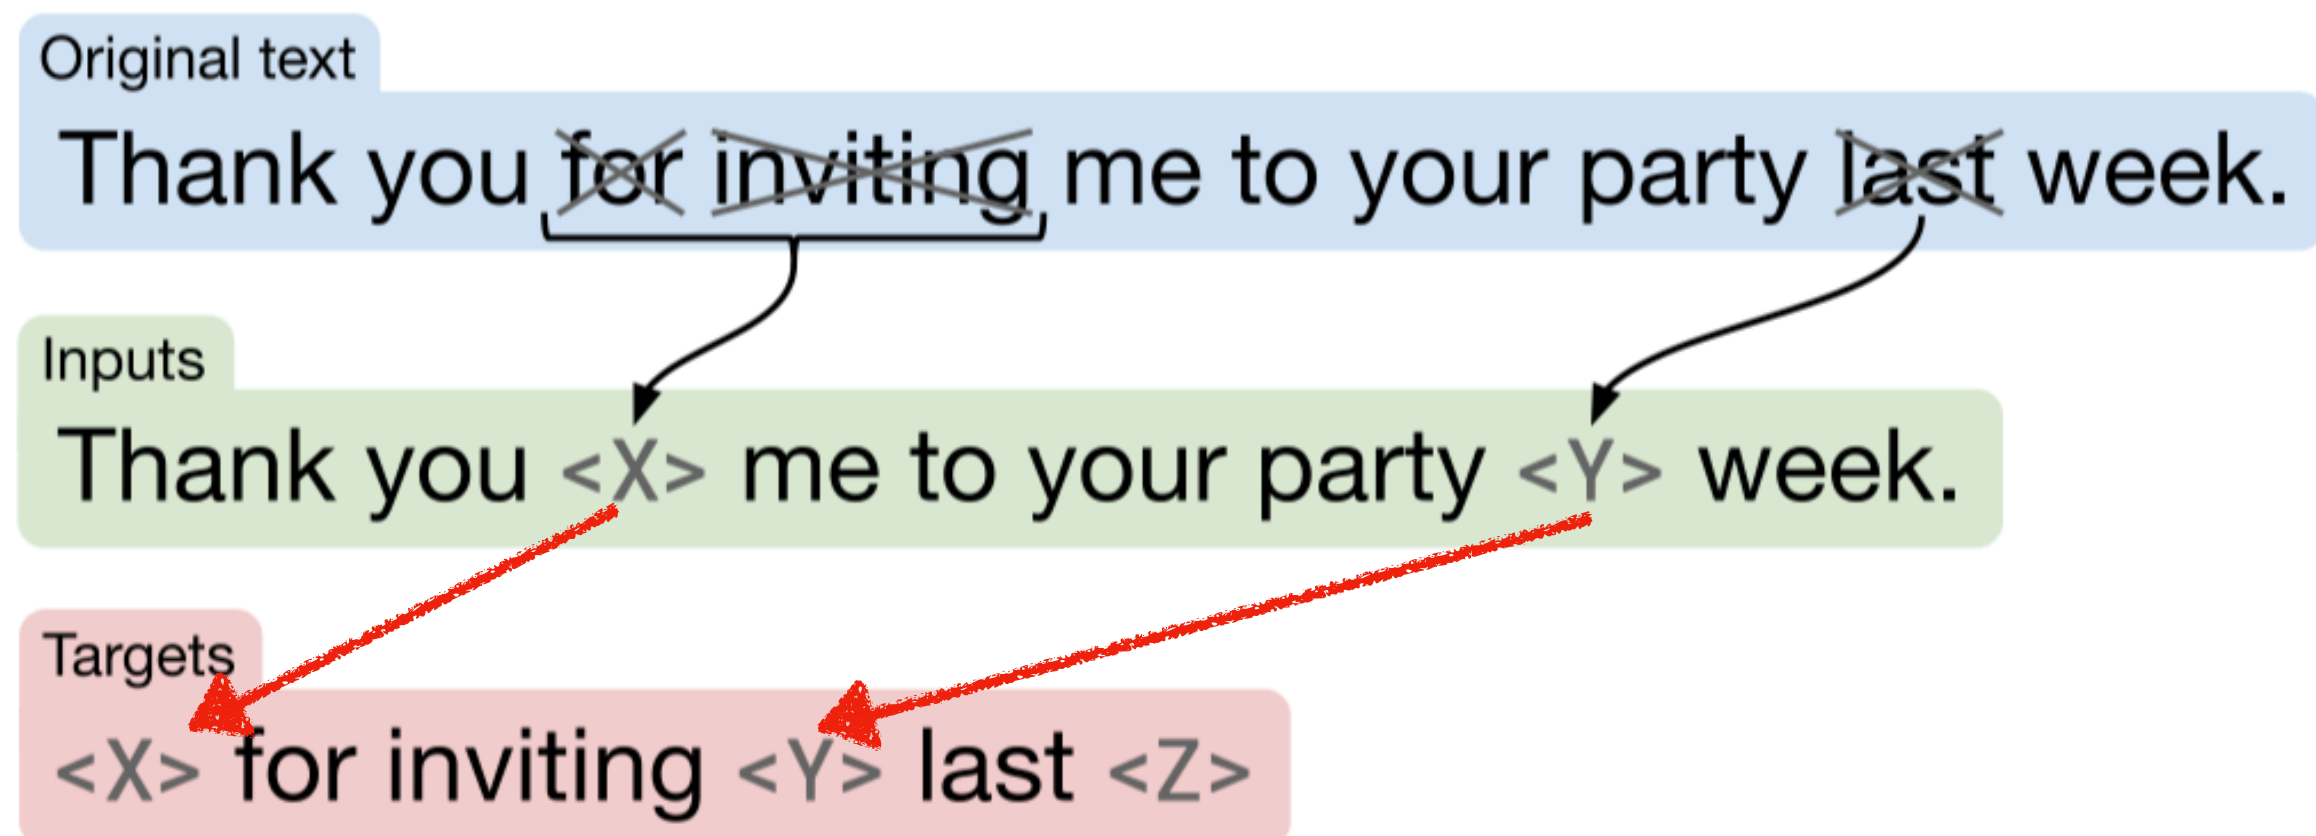 Original text
Thank you for inviting me to your party last week.
Inputs
Thank you <X> me to your party <Y> week.
Targets
<X> for inviting <Y> last <Z>